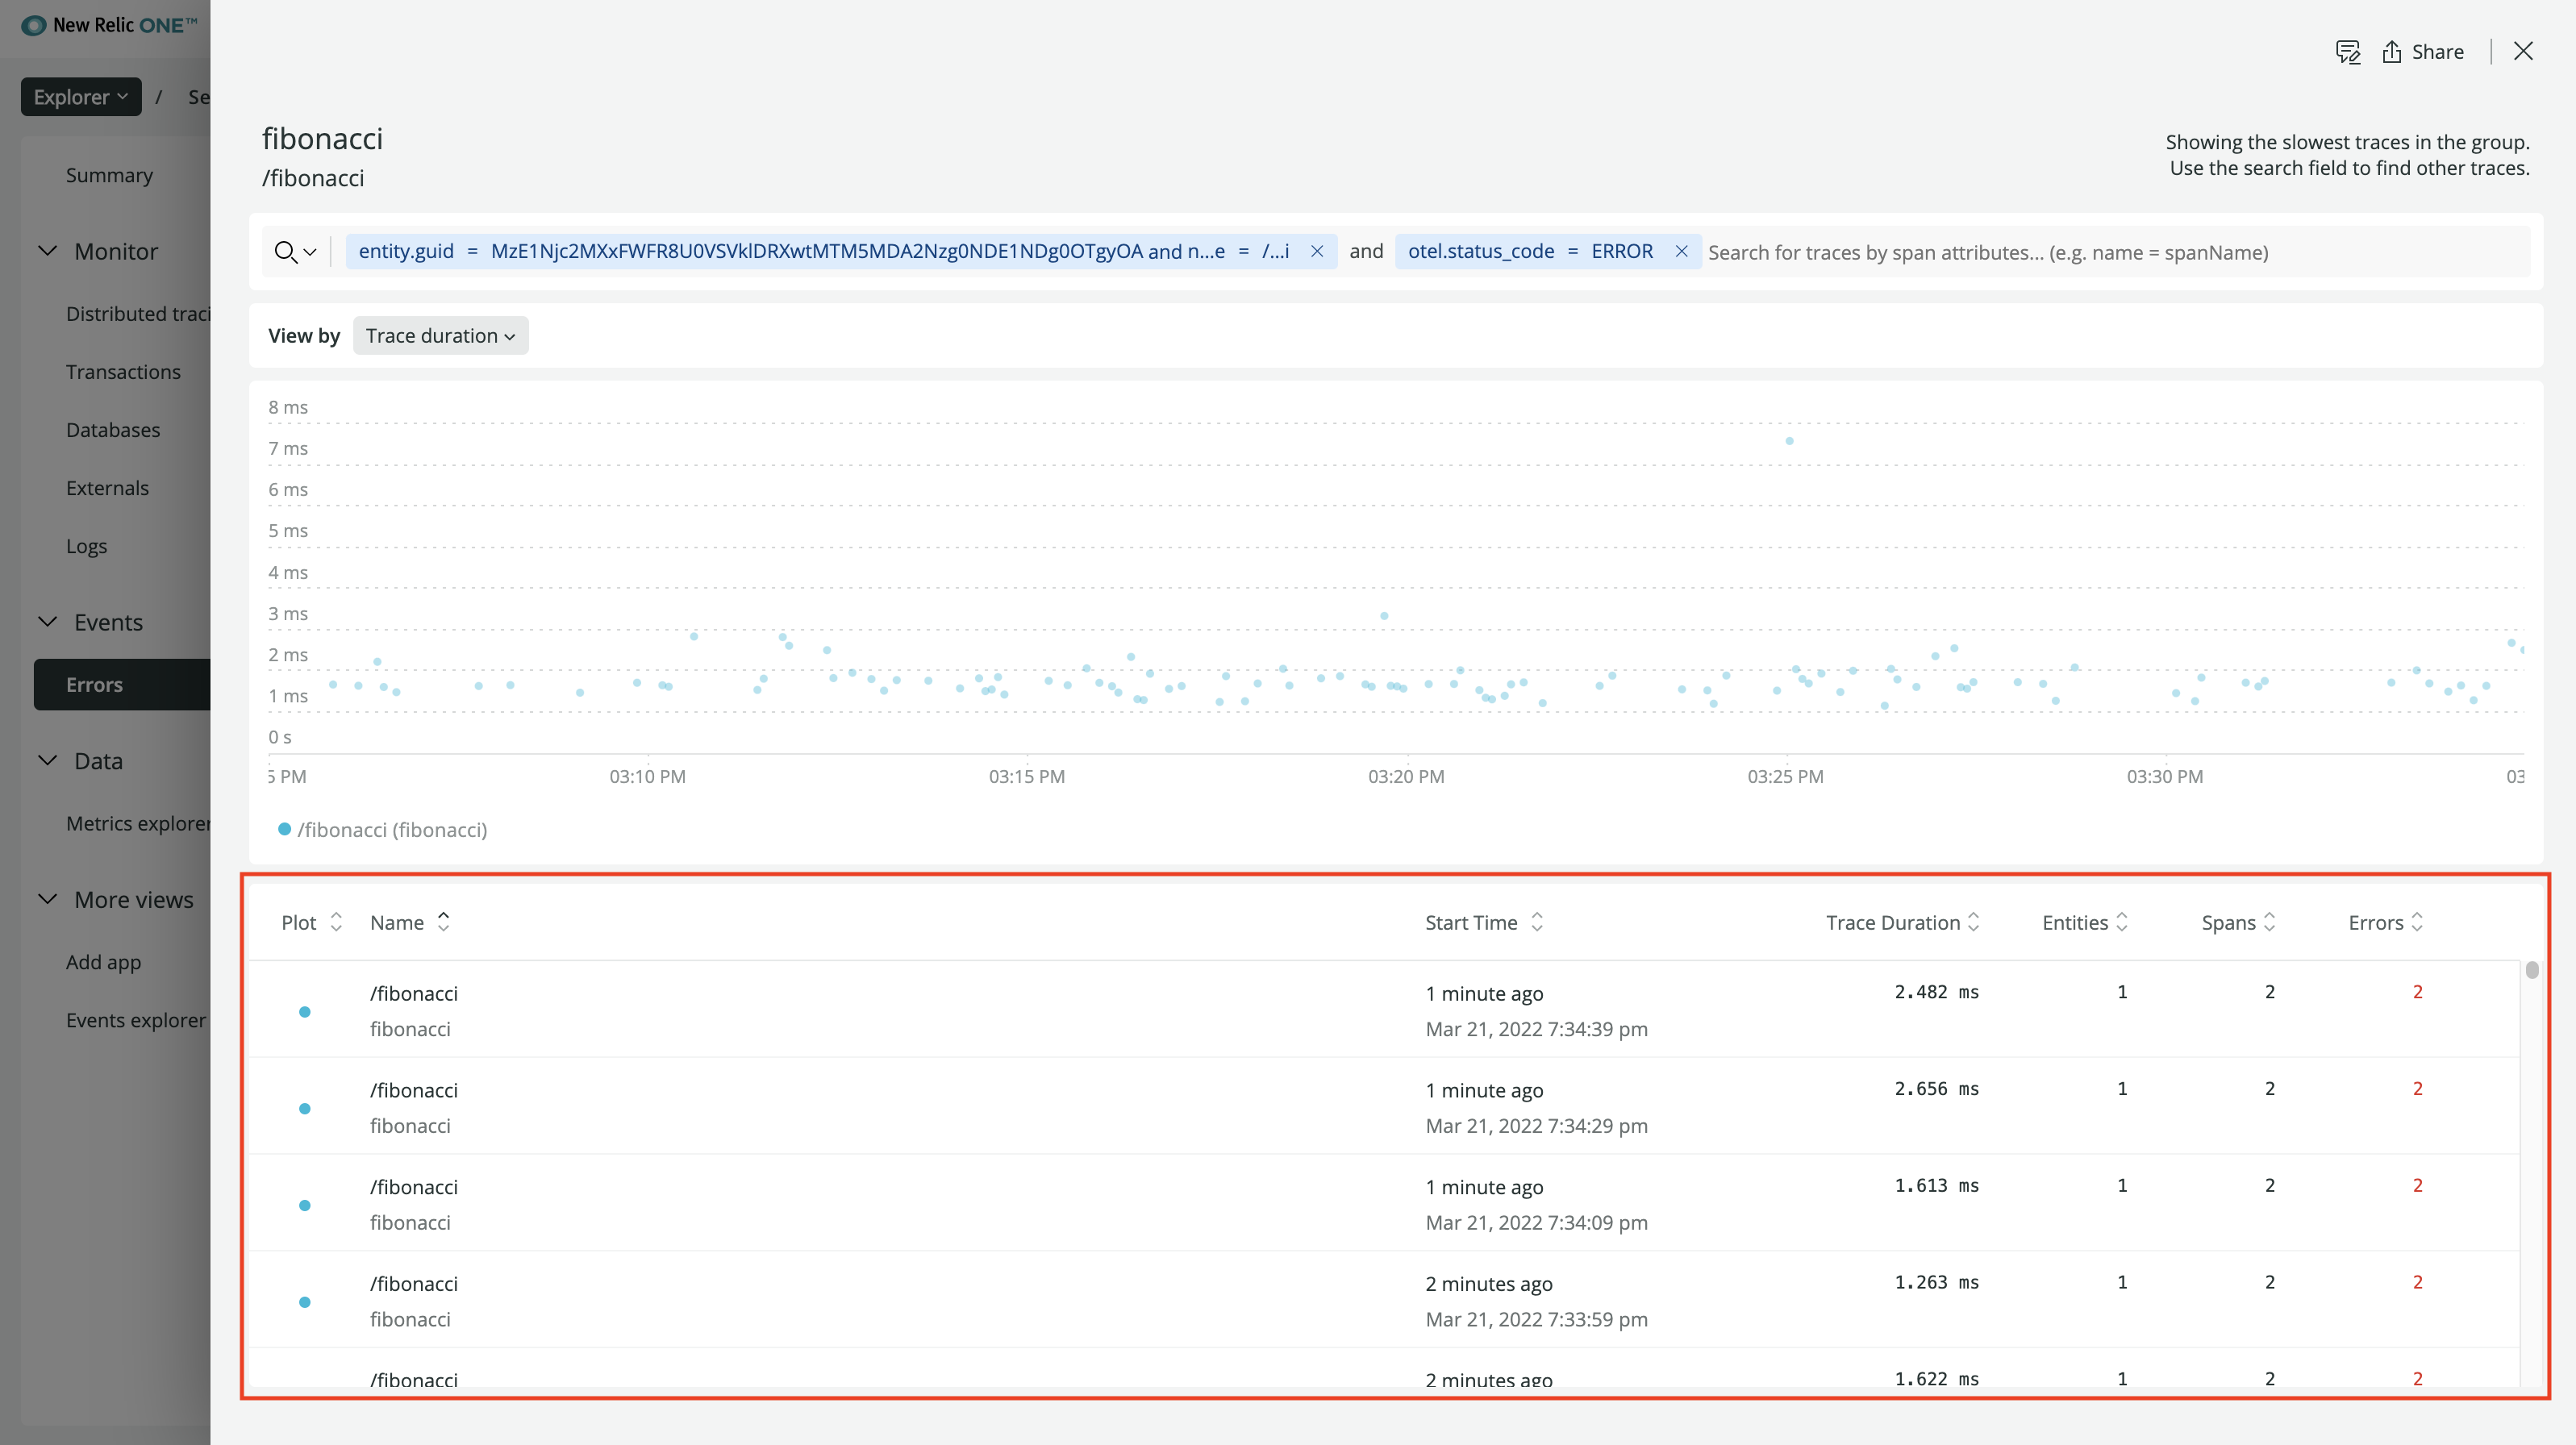 New Relic ONE™
Share
Explorer / Se
fibonacci
/fibonacci
Showing the slowest traces in the group.
Use the search field to find other traces.
Summary
Monitor
Distributed traci
Transactions
Databases
Externals
Logs
Events
Errors
Data
Metrics explorer
More views
Add app
Events explorer
entity.guid = MzE1Njc2MXxFWFR8U0VSVklDRXwtMTM5MDA2Nzg0NDE1NDg0OTgyOA and n...e = /...i and otel.status_code = ERROR Search for traces by span attributes... (e.g. name = spanName)
View by Trace duration
8 ms
7 ms
6 ms
5 ms
4 ms
3 ms
2 ms
1 ms
0 s
5 PM 03:10 PM 03:15 PM 03:20 PM 03:25 PM 03:30 PM 03
/fibonacci (fibonacci)
Plot Name Start Time Trace Duration Entities Spans Errors
/fibonacci 1 minute ago 2.482 ms 1 2 2
fibonacci Mar 21, 2022 7:34:39 pm
/fibonacci 1 minute ago 2.656 ms 1 2 2
fibonacci Mar 21, 2022 7:34:29 pm
/fibonacci 1 minute ago 1.613 ms 1 2 2
fibonacci Mar 21, 2022 7:34:09 pm
/fibonacci 2 minutes ago 1.263 ms 1 2 2
fibonacci Mar 21, 2022 7:33:59 pm
/fibonacci 2 minutes ago 1.622 ms 1 2 2